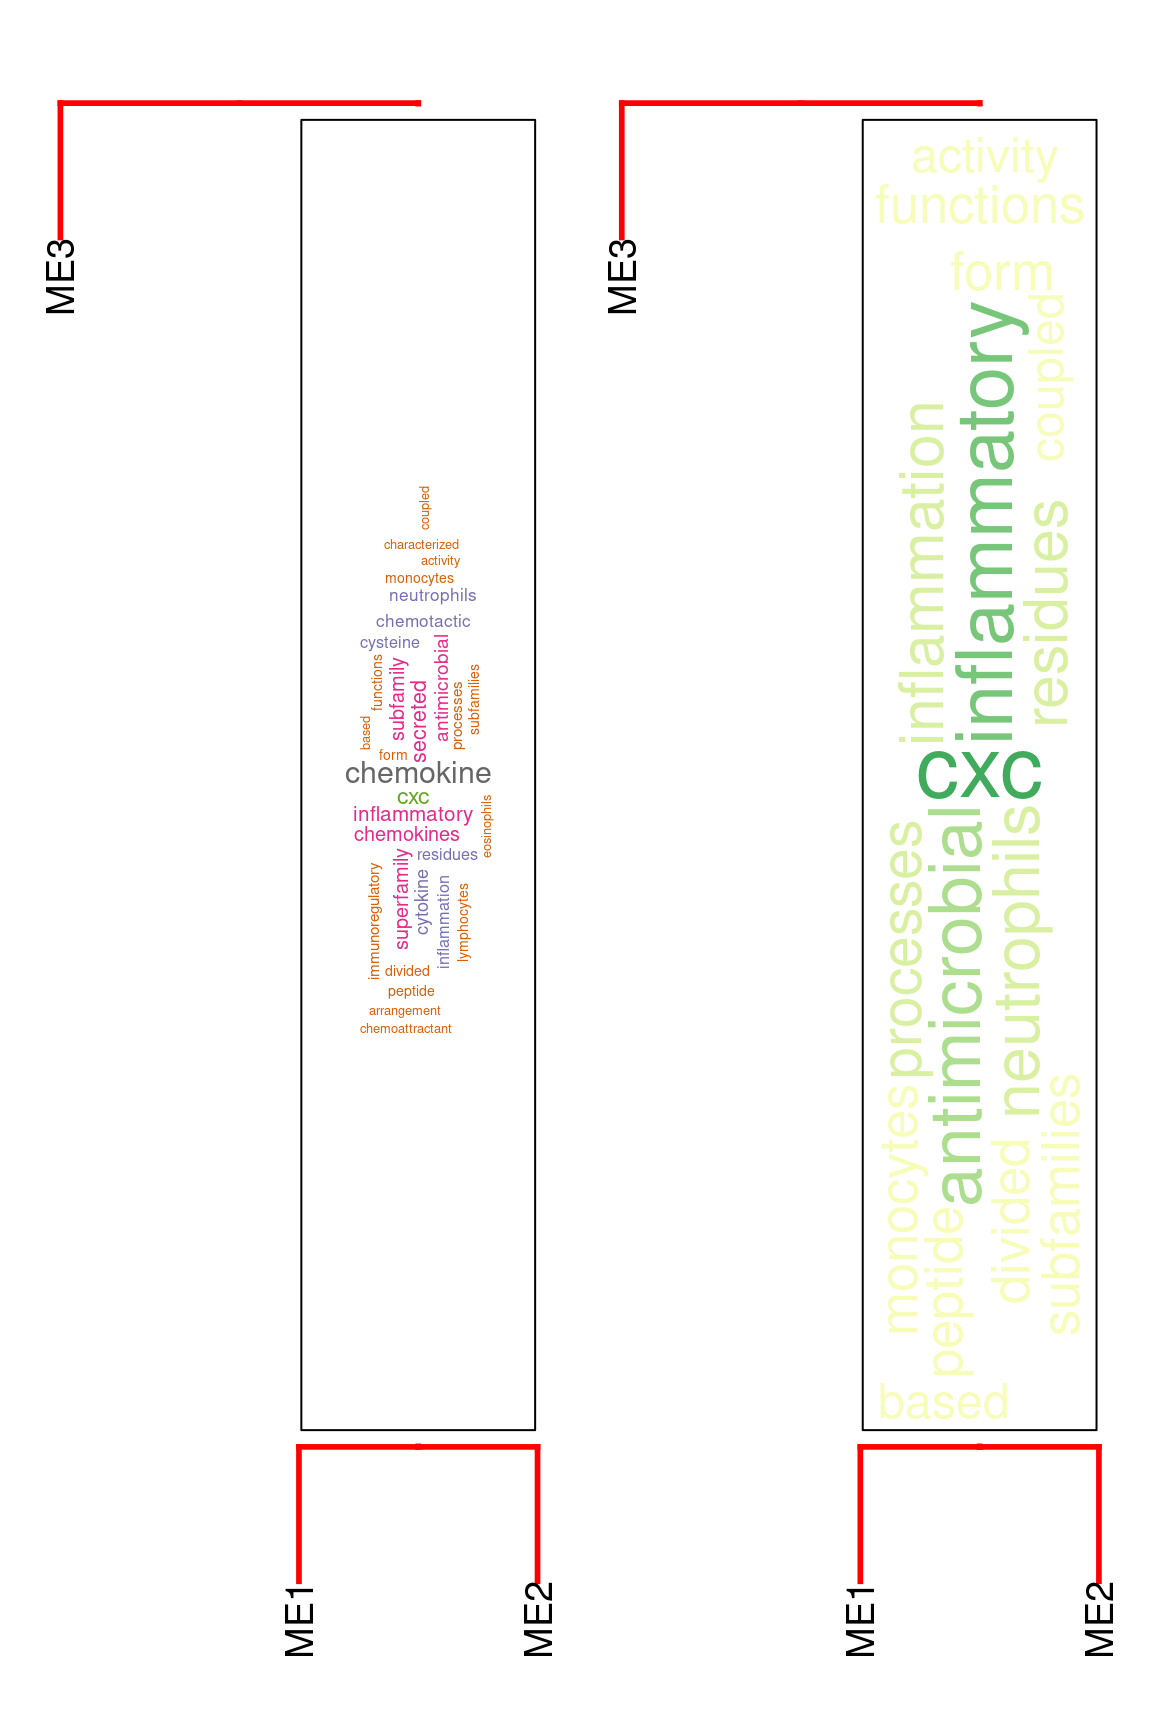 ME3
coupled
characterized
activity
monocytes
neutrophils
chemotactic
cysteine
functions
subfamily
secreted
antimicrobial
processes
subfamilies
based
form
chemokine
cxc
inflammatory
chemokines
eosinophils
residues
immunoregulatory
superfamily
cytokine
inflammation
lymphocytes
divided
peptide
arrangement
chemoattractant
ME1
ME2
ME3
activity
functions
form
coupled
inflammation
inflammatory
residues
cxc
processes
antimicrobial
neutrophils
monocytes
peptide
divided
subfamilies
based
ME1
ME2